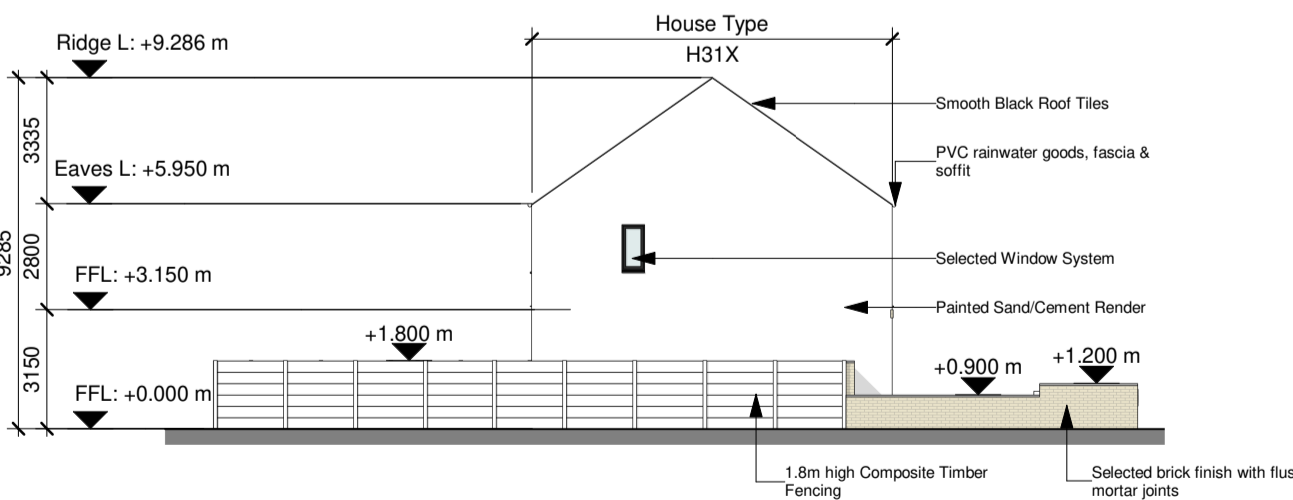 House Type
H31X
Ridge L: +9.286 m
Smooth Black Roof Tiles
3335
PVC rainwater goods, fascia &
soffit
Eaves L: +5.950 m
9285
2800
Selected Window System
FFL: +3.150 m
Painted Sand/Cement Render
+1.800 m
3150
+0.900 m
+1.200 m
FFL: +0.000 m
1.8m high Composite Timber
Fencing
Selected brick finish with flus
mortar joints